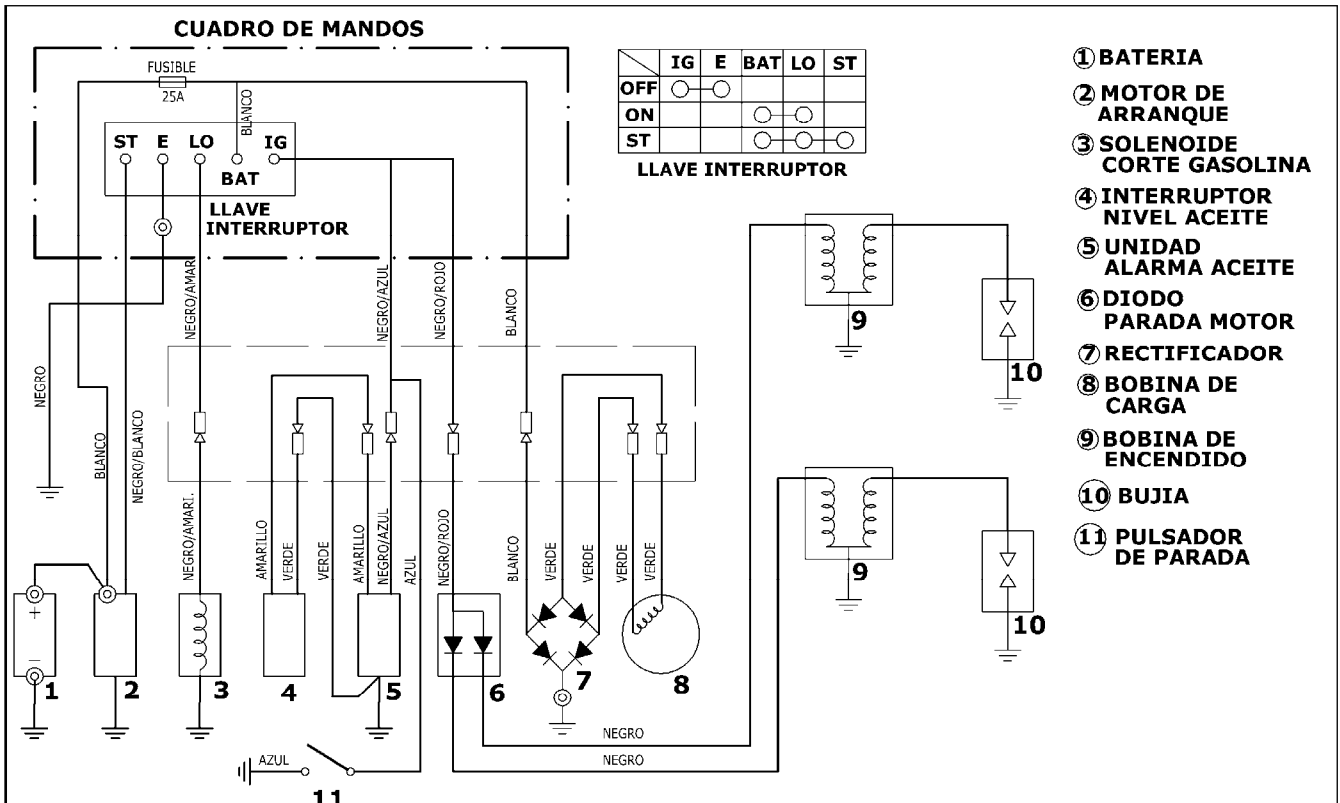 CUADRO DE MANDOS
FUSIBLE
25A
BLANCO
ST E LO IG
BAT
LLAVE
INTERRUPTOR
IG E BAT LO ST
OFF
ON
ST
LLAVE INTERRUPTOR
1 BATERIA
2 MOTOR DE
ARRANQUE
3 SOLENOIDE
CORTE GASOLINA
4 INTERRUPTOR
NIVEL ACEITE
5 UNIDAD
ALARMA ACEITE
6 DIODO
PARADA MOTOR
7 RECTIFICADOR
8 BOBINA DE
CARGA
9 BOBINA DE
ENCENDIDO
10 BUJIA
11 PULSADOR
DE PARADA
NEGRO/AMARI.
NEGRO/AZUL
NEGRO/ROJO
BLANCO
NEGRO
BLANCO
NEGRO/BLANCO
NEGRO/AMARI.
AMARILLO
VERDE
VERDE
AMARILLO
NEGRO/AZUL
AZUL
NEGRO/ROJO
BLANCO
VERDE
VERDE
VERDE
VERDE
+
−
1
2
3
4
5
6
7
8
9
10
9
10
NEGRO
NEGRO
AZUL
11